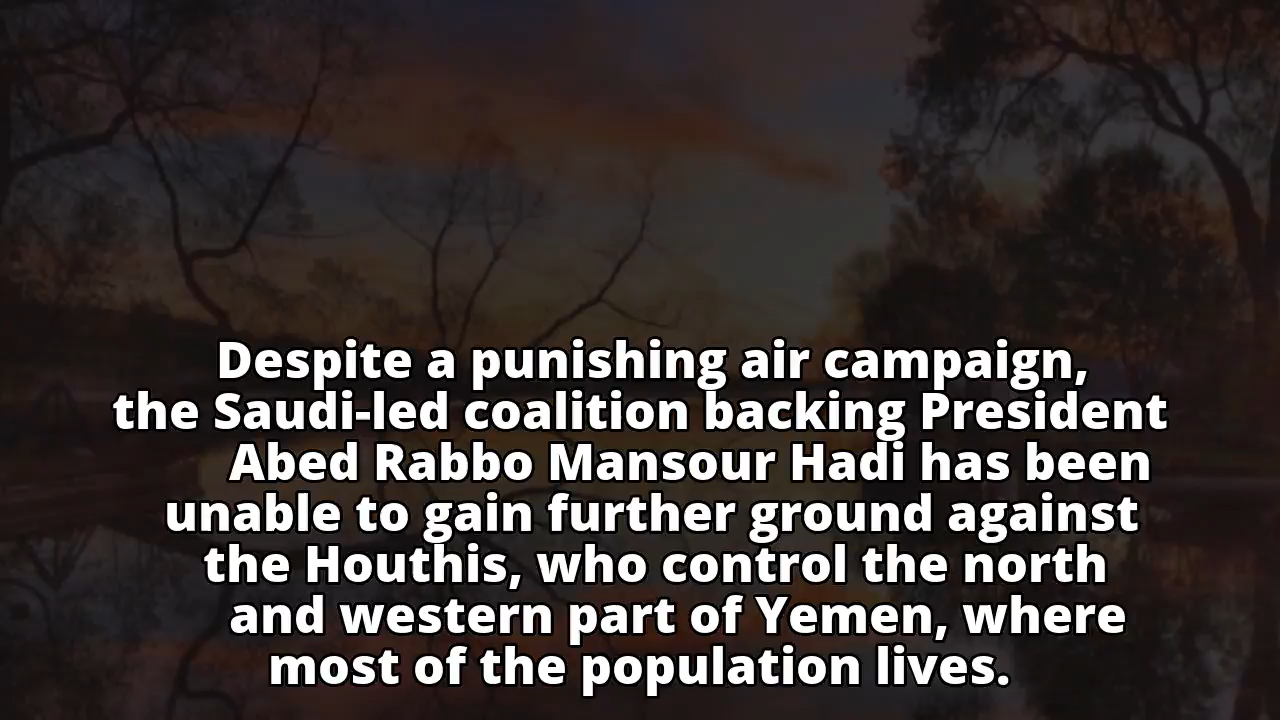 Despite a punishing air campaign,
the Saudi-led coalition backing President
Abed Rabbo Mansour Hadi has been
unable to gain further ground against
the Houthis, who control the north
and western part of Yemen, where
most of the population lives.